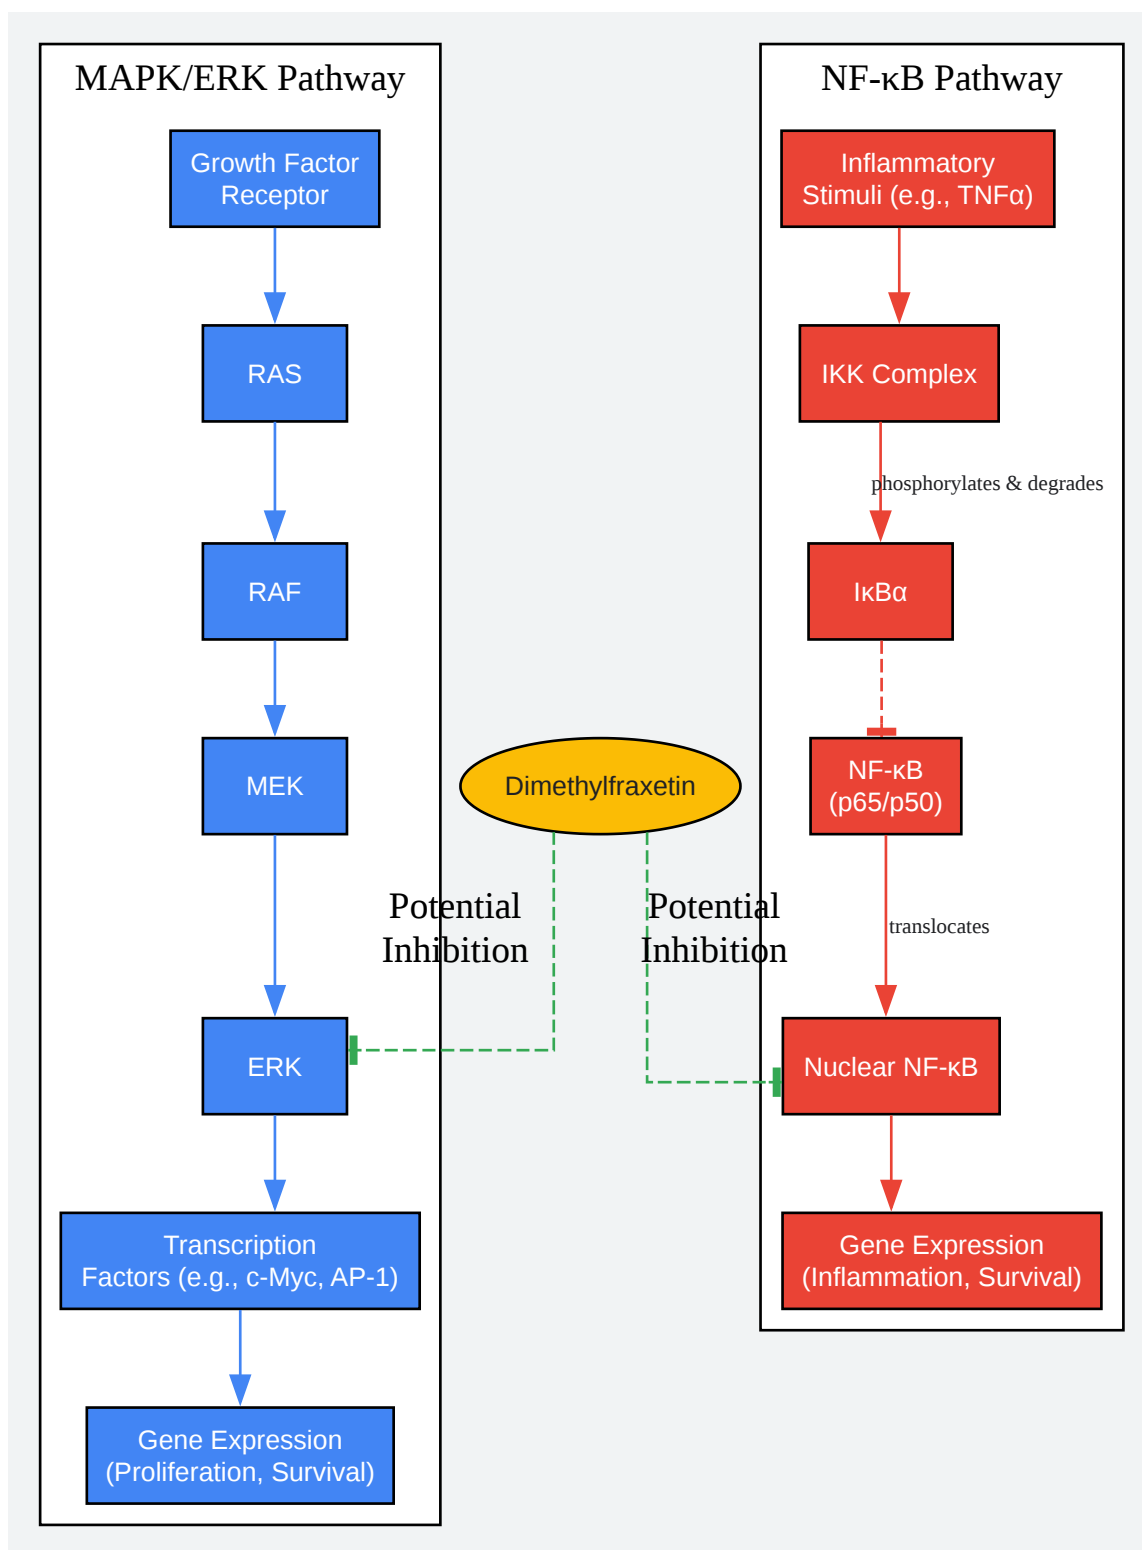 MAPK/ERK Pathway
Growth Factor
Receptor
RAS
RAF
MEK
ERK
Transcription
Factors (e.g., c-Myc, AP-1)
Gene Expression
(Proliferation, Survival)
Dimethylfraxetin
Potential
Inhibition
Potential
Inhibition
NF-κB Pathway
Inflammatory
Stimuli (e.g., TNFα)
IKK Complex
phosphorylates & degrades
IκBα
NF-κB
(p65/p50)
translocates
Nuclear NF-κB
Gene Expression
(Inflammation, Survival)